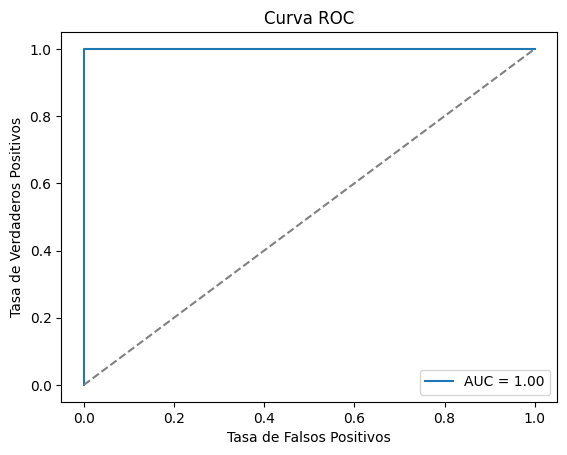 Curva ROC
Tasa de Verdaderos Positivos
1.0
0.8
0.6
0.4
0.2
0.0
AUC = 1.00
0.0 0.2 0.4 0.6 0.8 1.0
Tasa de Falsos Positivos